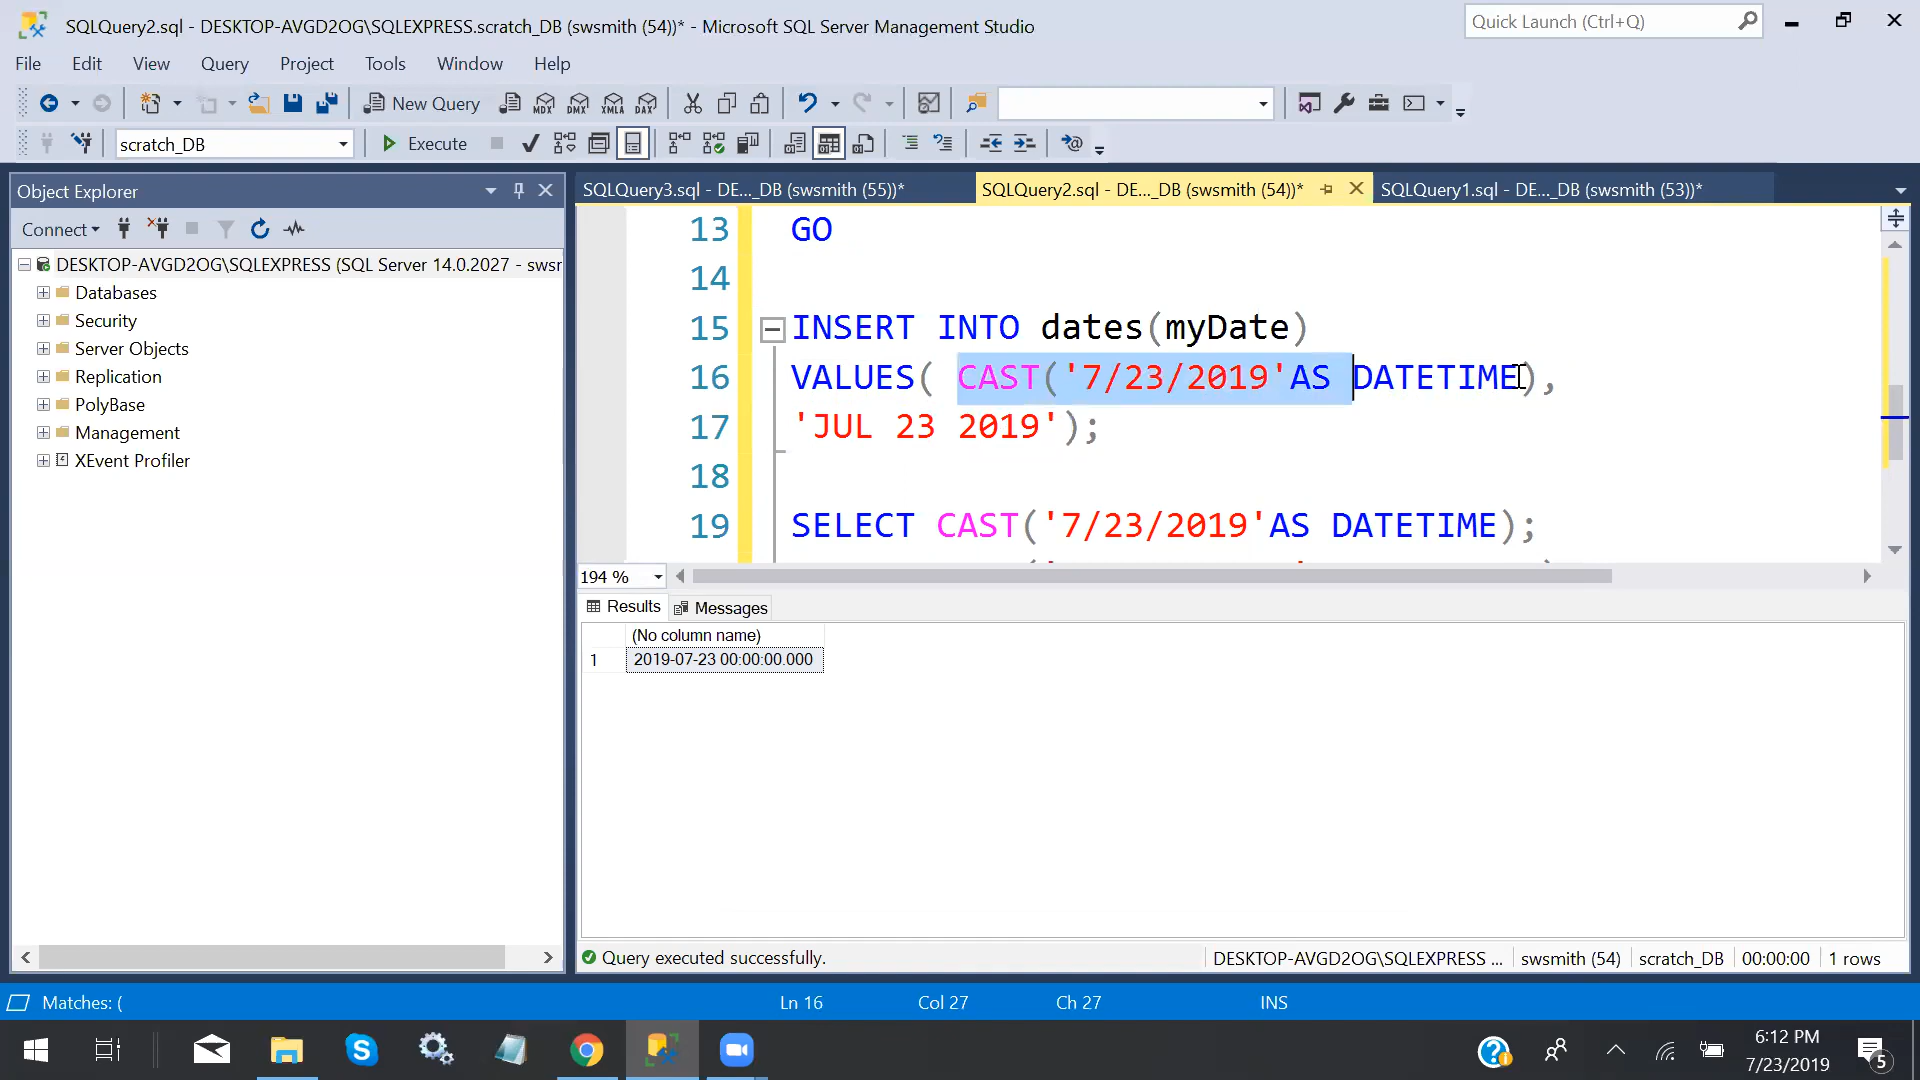 SQLQuery2.sql - DESKTOP-AVGD2OG\SQLEXPRESS.scratch_DB (swsmith (54))* - Microsoft SQL Server Management Studio
Quick Launch (Ctrl+Q)
File Edit View Query Project Tools Window Help
New Query MDX DMX XMLA DAX
scratch_DB Execute
Object Explorer
SQLQuery3.sql - DE..._DB (swsmith (55))* SQLQuery2.sql - DE..._DB (swsmith (54))* SQLQuery1.sql - DE..._DB (swsmith (53))*
Connect
DESKTOP-AVGD2OG\SQLEXPRESS (SQL Server 14.0.2027 - swsr
Databases
Security
Server Objects
Replication
PolyBase
Management
XEvent Profiler
13 GO
14
15 INSERT INTO dates(myDate)
16 VALUES( CAST('7/23/2019'AS DATETIME),
17 'JUL 23 2019');
18
19 SELECT CAST('7/23/2019'AS DATETIME);
194 %
Results Messages
(No column name)
1 2019-07-23 00:00:00.000
Query executed successfully. DESKTOP-AVGD2OG\SQLEXPRESS ... swsmith (54) scratch_DB 00:00:00 1 rows
Matches: ( Ln 16 Col 27 Ch 27 INS
6:12 PM
7/23/2019
5